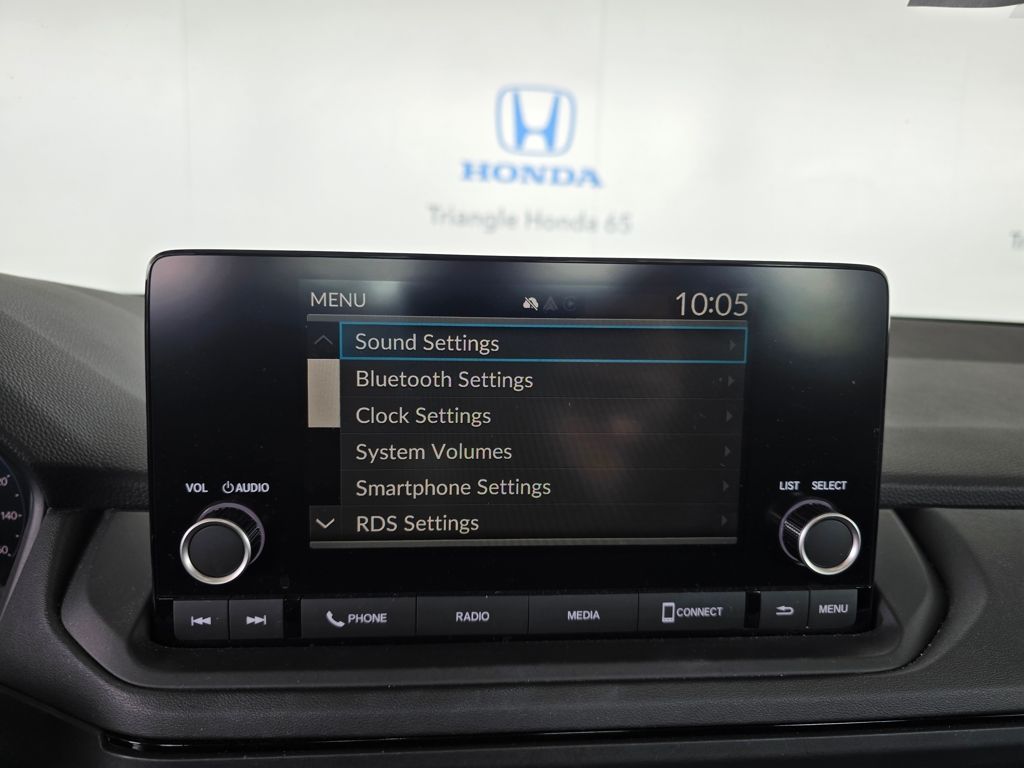 HONDA
Triangle Honda 65
MENU
10:05
Sound Settings
Bluetooth Settings
Clock Settings
System Volumes
Smartphone Settings
RDS Settings
VOL AUDIO
LIST SELECT
PHONE
RADIO
MEDIA
CONNECT
MENU
140